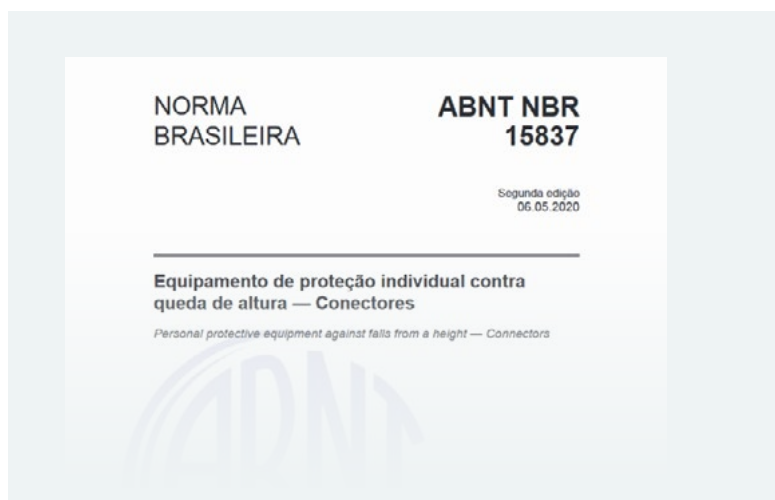 NORMA
BRASILEIRA
ABNT NBR
15837
Segunda edição
06.05.2020
Equipamento de proteção individual contra
queda de altura — Conectores
Personal protective equipment against falls from a height — Connectors
ABNT